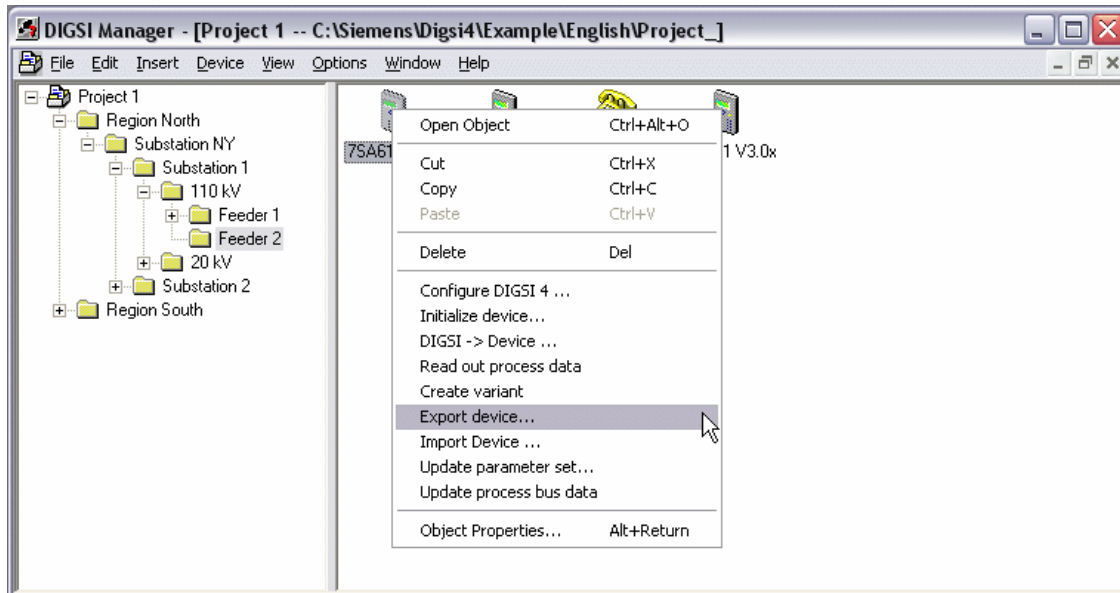 DIGSI Manager - [Project 1 -- C:\Siemens\Digsi4\Example\English\Project_]
File Edit Insert Device View Options Window Help
Project 1
Region North
Substation NY
Substation 1
110 kV
Feeder 1
Feeder 2
20 kV
Substation 2
Region South
7SA61
1 V3.0x
Open Object Ctrl+Alt+O
Cut Ctrl+X
Copy Ctrl+C
Paste Ctrl+V
Delete Del
Configure DIGSI 4 ...
Initialize device...
DIGSI -> Device ...
Read out process data
Create variant
Export device...
Import Device ...
Update parameter set...
Update process bus data
Object Properties... Alt+Return